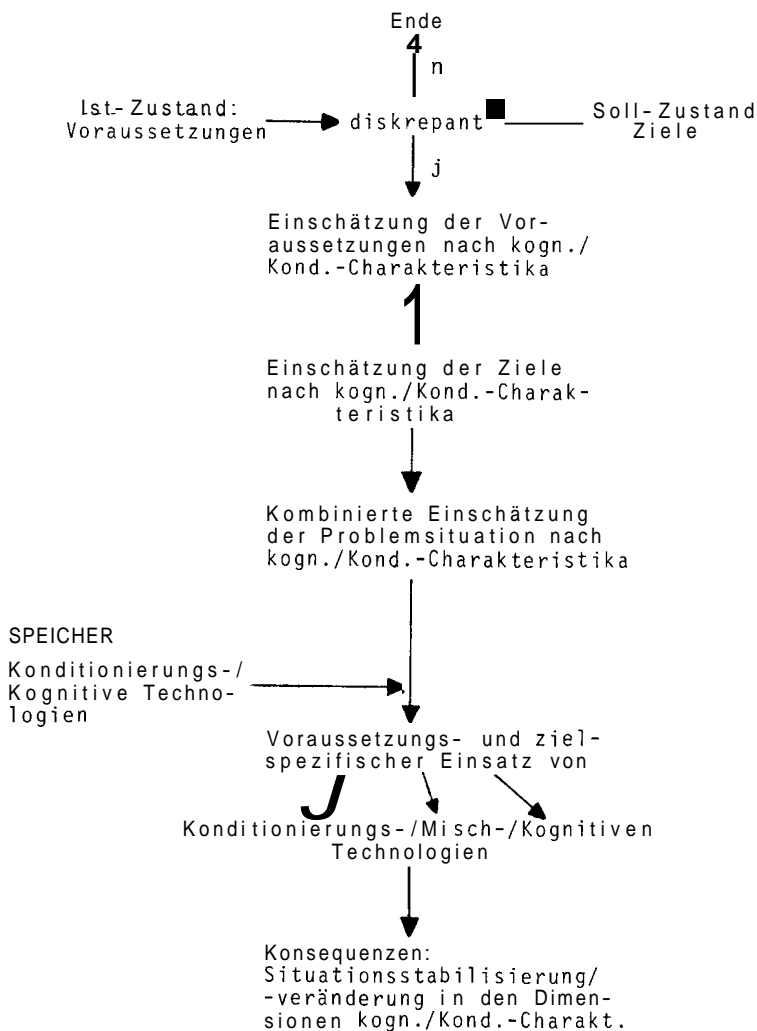 Ende
n
Ist-Zustand:
Voraussetzungen
diskrepant
Soll-Zustand
Ziele
j
Einschätzung der Vor-
aussetzungen nach kogn./
Kond.-Charakteristika
Einschätzung der Ziele
nach kogn./Kond.-Charak-
teristika
Kombinierte Einschätzung
der Problemsituation nach
kogn./Kond.-Charakteristika
SPEICHER
Konditionierungs-/
Kognitive Techno-
logien
Voraussetzungs- und ziel-
spezifischer Einsatz von
Konditionierungs-/Misch-/Kognitiven
Technologien
Konsequenzen:
Situationsstabilisierung/
-veränderung in den Dimen-
sionen kogn./Kond.-Charakt.